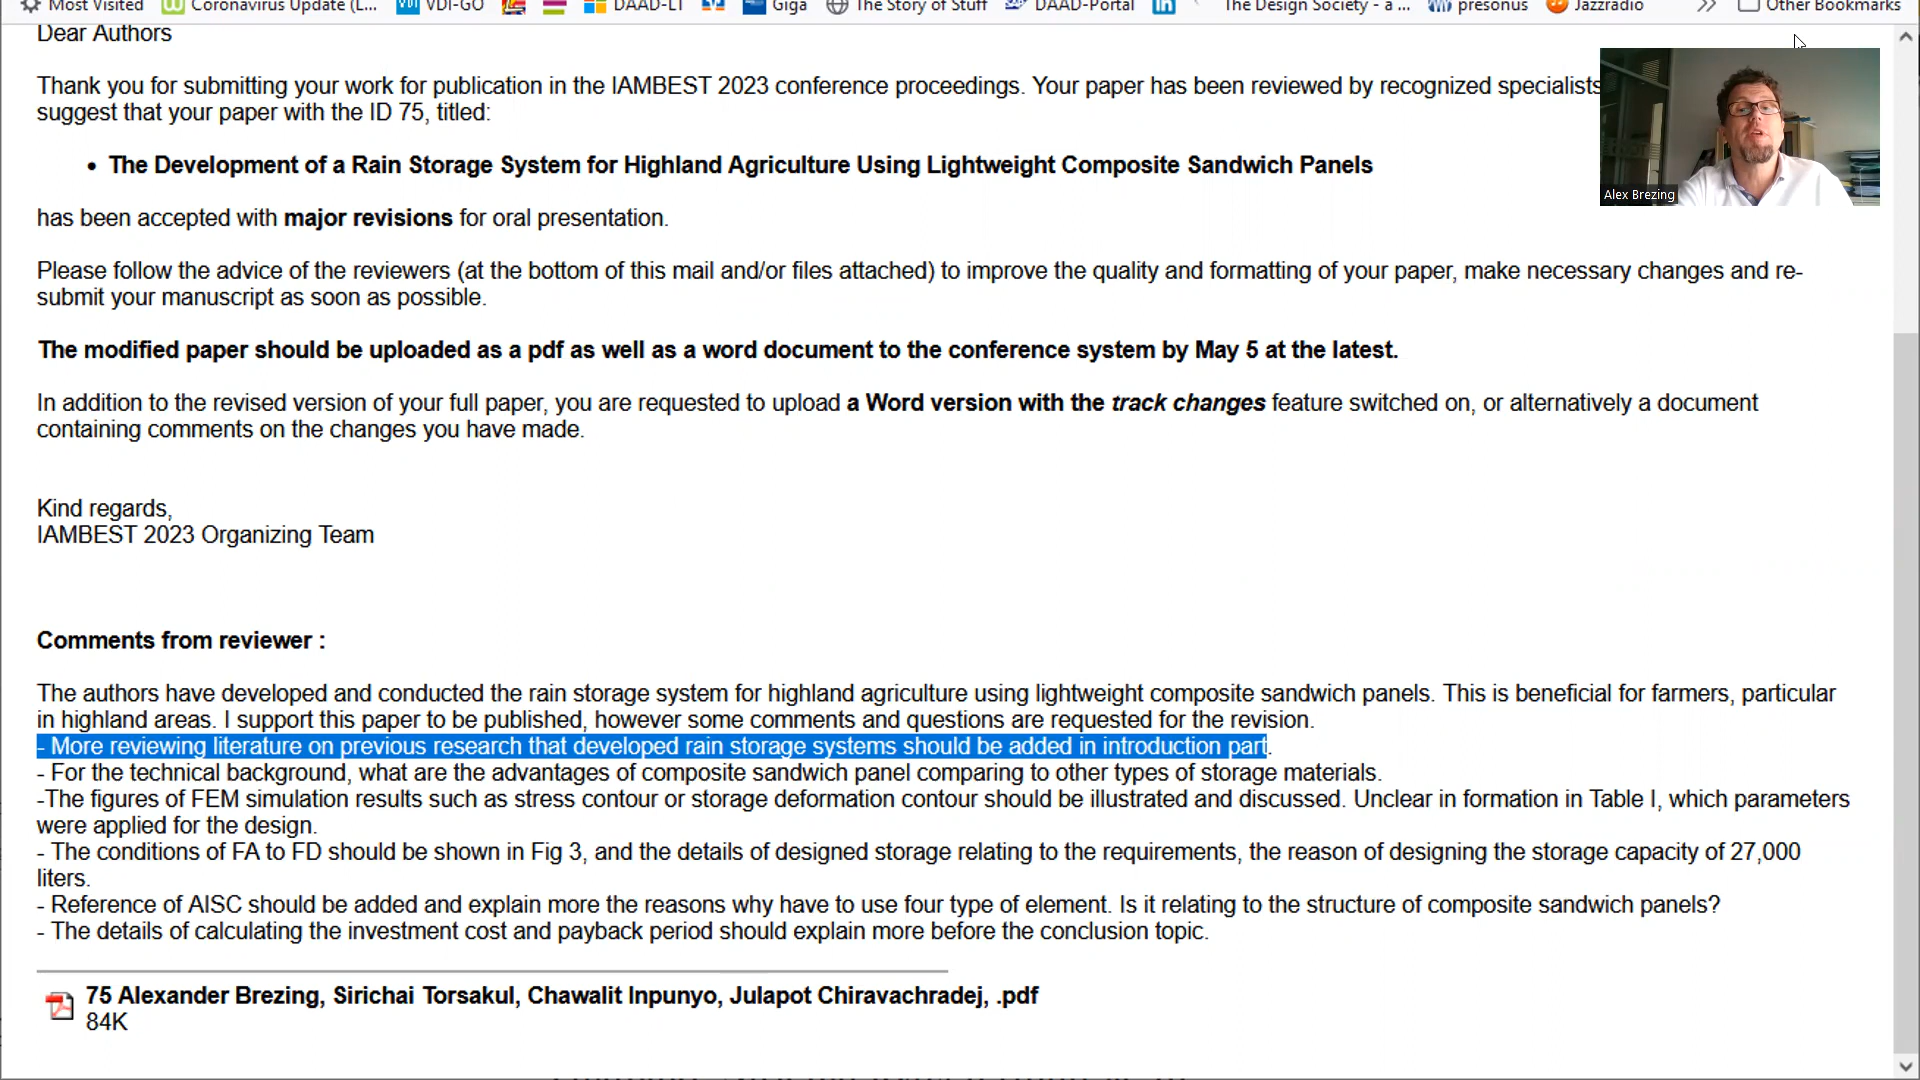 Most Visited Coronavirus Update (L... VDI-GO DAAD-LT Giga The Story of Stuff DAAD-Portal The Design Society - a ... presonus Jazzradio Other Bookmarks
Dear Authors
Thank you for submitting your work for publication in the IAMBEST 2023 conference proceedings. Your paper has been reviewed by recognized specialists
suggest that your paper with the ID 75, titled:
• The Development of a Rain Storage System for Highland Agriculture Using Lightweight Composite Sandwich Panels
Alex Brezing
has been accepted with major revisions for oral presentation.
Please follow the advice of the reviewers (at the bottom of this mail and/or files attached) to improve the quality and formatting of your paper, make necessary changes and re-
submit your manuscript as soon as possible.
The modified paper should be uploaded as a pdf as well as a word document to the conference system by May 5 at the latest.
In addition to the revised version of your full paper, you are requested to upload a Word version with the track changes feature switched on, or alternatively a document
containing comments on the changes you have made.
Kind regards,
IAMBEST 2023 Organizing Team
Comments from reviewer :
The authors have developed and conducted the rain storage system for highland agriculture using lightweight composite sandwich panels. This is beneficial for farmers, particular
in highland areas. I support this paper to be published, however some comments and questions are requested for the revision.
- More reviewing literature on previous research that developed rain storage systems should be added in introduction part.
- For the technical background, what are the advantages of composite sandwich panel comparing to other types of storage materials.
-The figures of FEM simulation results such as stress contour or storage deformation contour should be illustrated and discussed. Unclear in formation in Table I, which parameters
were applied for the design.
- The conditions of FA to FD should be shown in Fig 3, and the details of designed storage relating to the requirements, the reason of designing the storage capacity of 27,000
liters.
- Reference of AISC should be added and explain more the reasons why have to use four type of element. Is it relating to the structure of composite sandwich panels?
- The details of calculating the investment cost and payback period should explain more before the conclusion topic.
75 Alexander Brezing, Sirichai Torsakul, Chawalit Inpunyo, Julapot Chiravachradej, .pdf
84K